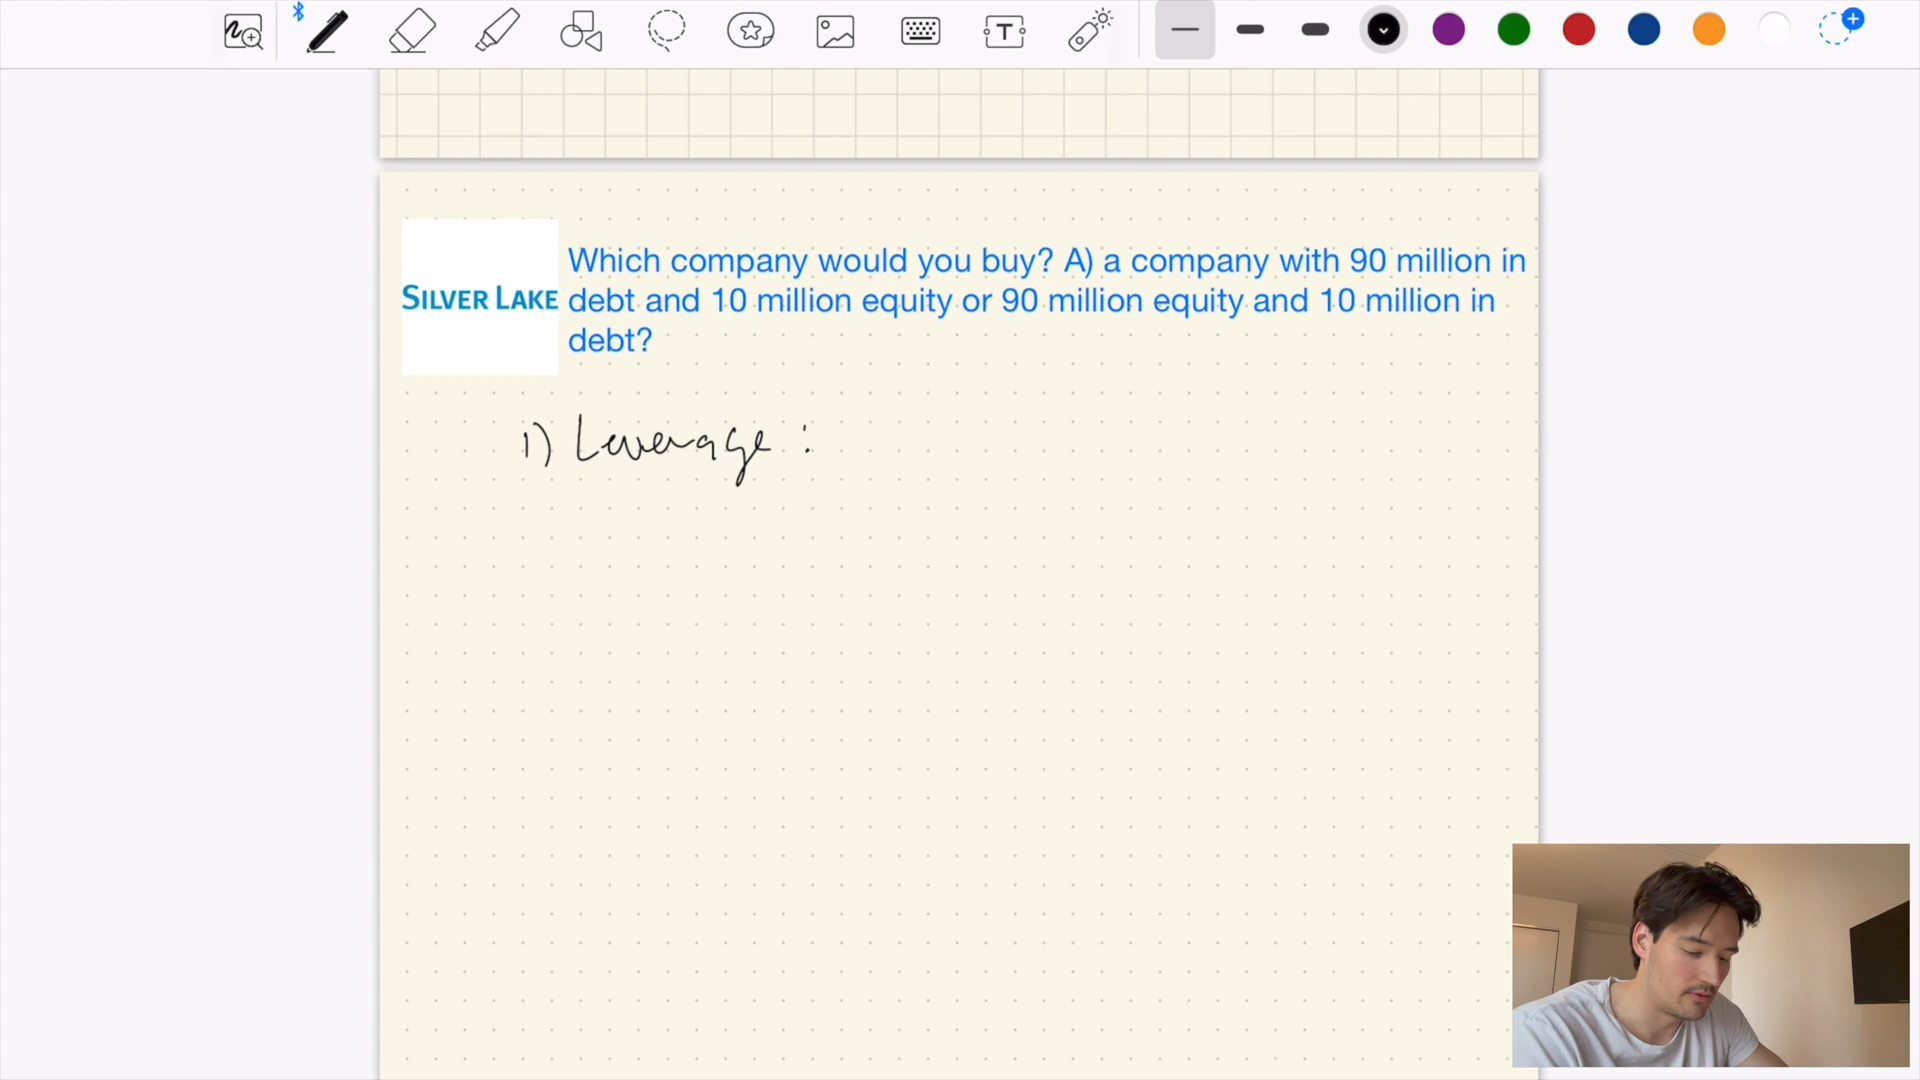 SILVER LAKE
Which company would you buy? A) a company with 90 million in
debt and 10 million equity or 90 million equity and 10 million in
debt?
1) Leverage :